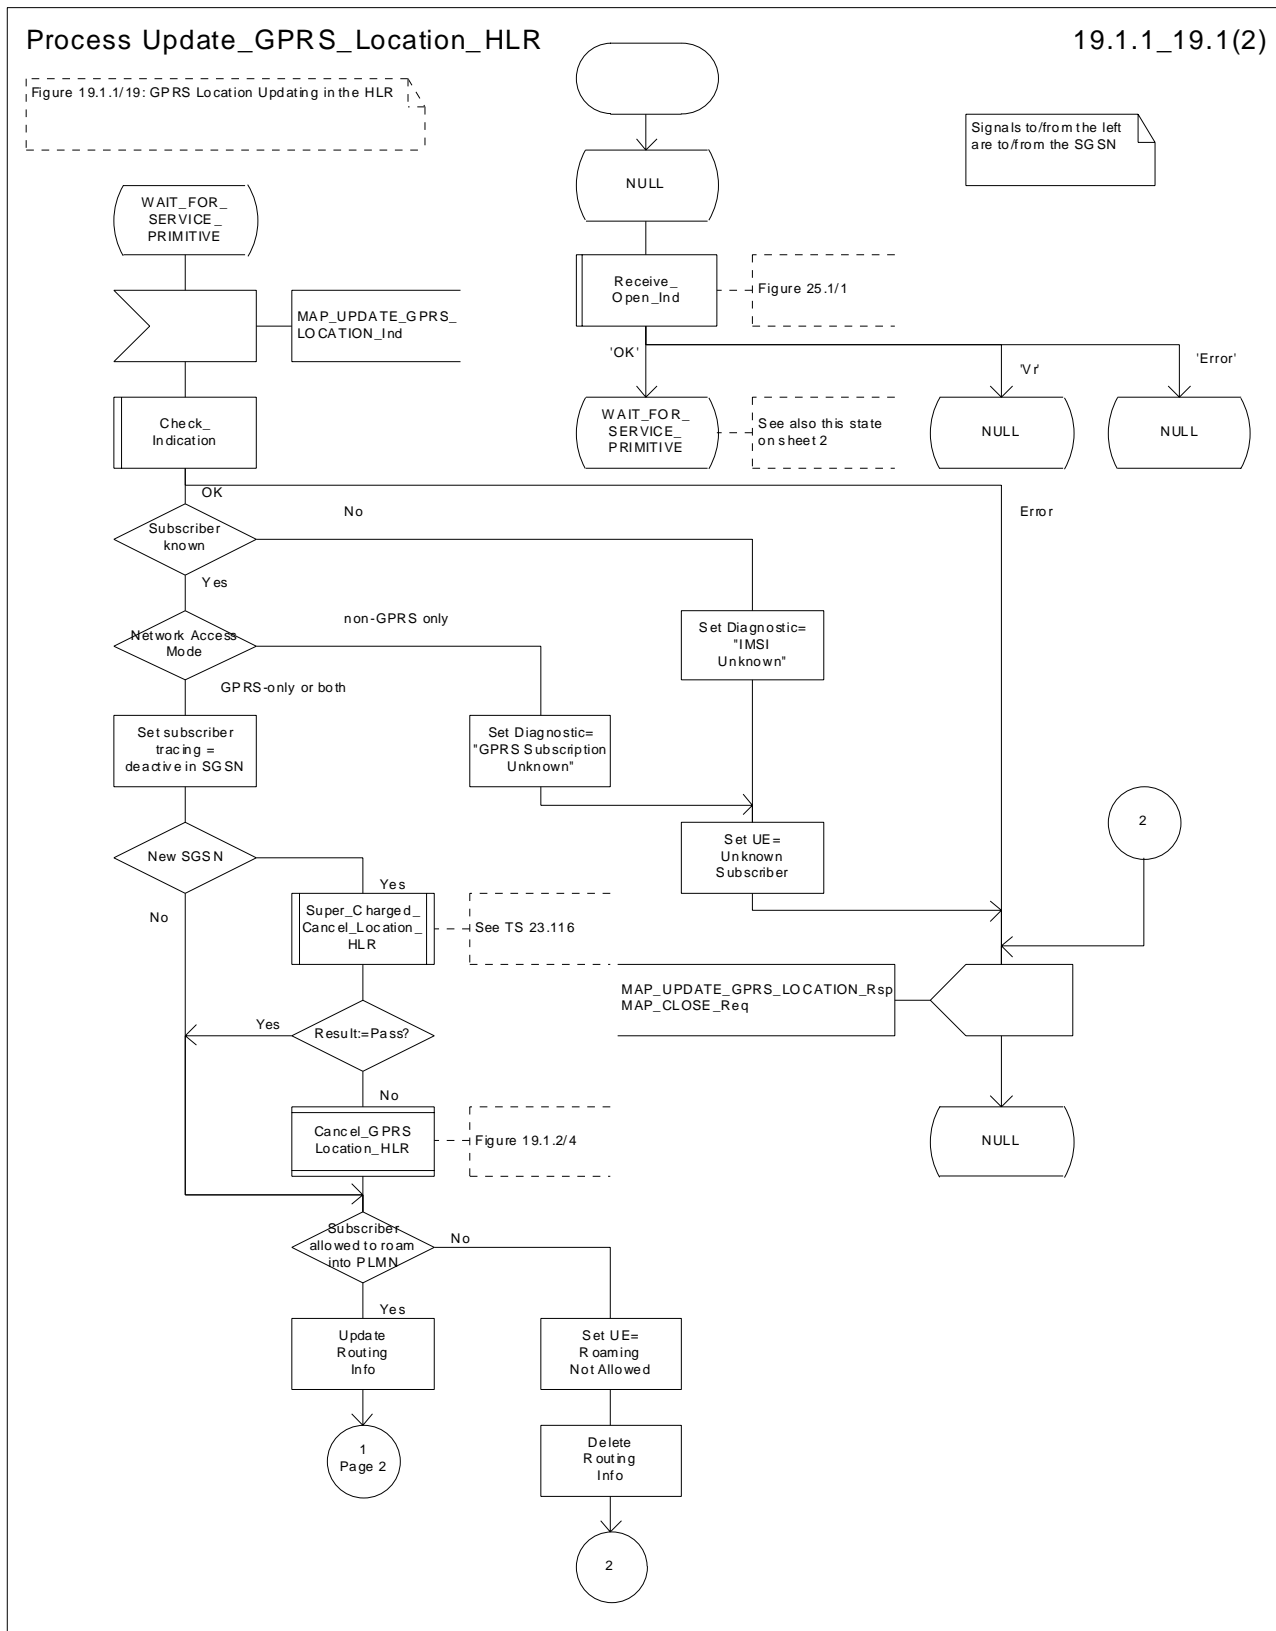 Process Update_GPRS_Location_HLR
19.1.1_19.1(2)
Figure 19.1.1/19: GPRS Location Updating in the HLR
Signals to/from the left
are to/from the SGSN
NULL
WAIT_FOR_
SERVICE_
PRIMITIVE
Receive_
Open_Ind
Figure 25.1/1
MAP_UPDATE_GPRS_
LOCATION_Ind
'OK'
'Vr'
'Error'
Check_
Indication
WAIT_FOR_
SERVICE_
PRIMITIVE
See also this state
on sheet 2
NULL
NULL
OK
No
Error
Subscriber
known
Yes
non-GPRS only
Network Access
Mode
Set Diagnostic=
"IMSI
Unknown"
GPRS-only or both
Set subscriber
tracing =
deactive in SGSN
Set Diagnostic=
"GPRS Subscription
Unknown"
2
New SGSN
Set UE=
Unknown
Subscriber
Yes
No
Super_Charged_
Cancel_Location_
HLR
See TS 23.116
MAP_UPDATE_GPRS_LOCATION_Rsp
MAP_CLOSE_Req
Yes
Result:=Pass?
No
Cancel_GPRS
Location_HLR
Figure 19.1.2/4
NULL
Subscriber
allowed to roam
into PLMN
No
Yes
Update
Routing
Info
Set UE=
Roaming
Not Allowed
1
Page 2
Delete
Routing
Info
2